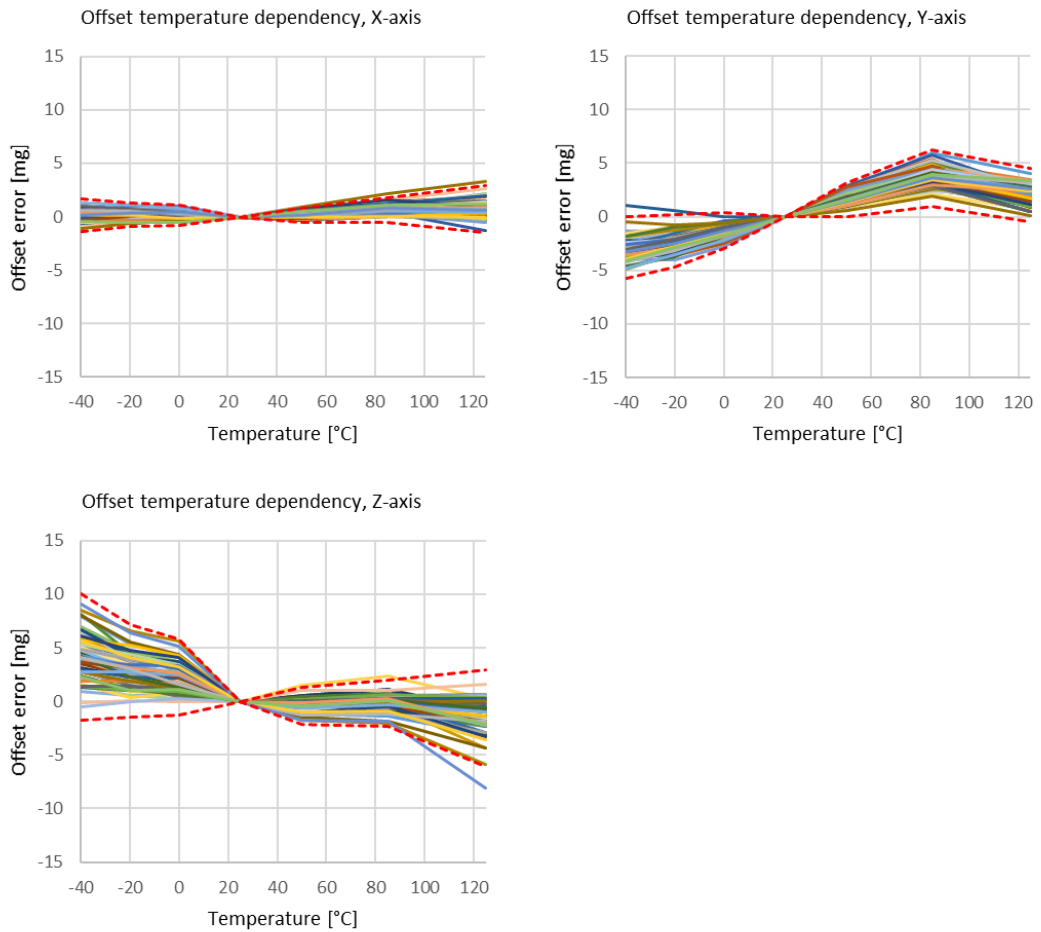 Offset temperature dependency, X-axis
15
10
5
0
-5
-10
-15
Offset error [mg]
-40 -20 0 20 40 60 80 100 120
Temperature [°C]
Offset temperature dependency, Y-axis
15
10
5
0
-5
-10
-15
Offset error [mg]
-40 -20 0 20 40 60 80 100 120
Temperature [°C]
Offset temperature dependency, Z-axis
15
10
5
0
-5
-10
-15
Offset error [mg]
-40 -20 0 20 40 60 80 100 120
Temperature [°C]